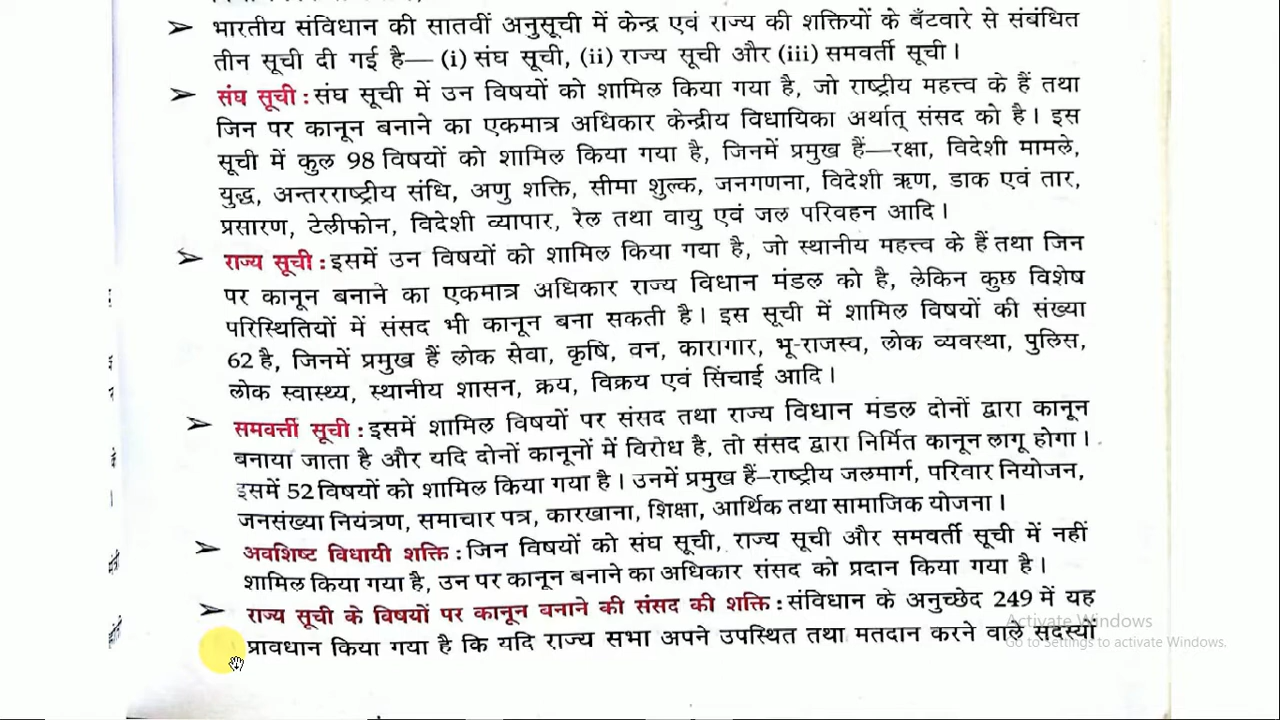 ➤ भारतीय संविधान की सातवीं अनुसूची में केन्द्र एवं राज्य की शक्तियों के बँटवारे से संबंधित
तीन सूची दी गई है— (i) संघ सूची, (ii) राज्य सूची और (iii) समवर्ती सूची।
➤ संघ सूची : संघ सूची में उन विषयों को शामिल किया गया है, जो राष्ट्रीय महत्त्व के हैं तथा
जिन पर कानून बनाने का एकमात्र अधिकार केन्द्रीय विधायिका अर्थात् संसद को है। इस
सूची में कुल 98 विषयों को शामिल किया गया है, जिनमें प्रमुख हैं—रक्षा, विदेशी मामले,
युद्ध, अन्तरराष्ट्रीय संधि, अणु शक्ति, सीमा शुल्क, जनगणना, विदेशी ऋण, डाक एवं तार,
प्रसारण, टेलीफोन, विदेशी व्यापार, रेल तथा वायु एवं जल परिवहन आदि।
➤ राज्य सूची : इसमें उन विषयों को शामिल किया गया है, जो स्थानीय महत्त्व के हैं तथा जिन
पर कानून बनाने का एकमात्र अधिकार राज्य विधान मंडल को है, लेकिन कुछ विशेष
परिस्थितियों में संसद भी कानून बना सकती है। इस सूची में शामिल विषयों की संख्या
62 है, जिनमें प्रमुख हैं लोक सेवा, कृषि, वन, कारागार, भू-राजस्व, लोक व्यवस्था, पुलिस,
लोक स्वास्थ्य, स्थानीय शासन, क्रय, विक्रय एवं सिंचाई आदि।
➤ समवर्त्ती सूची : इसमें शामिल विषयों पर संसद तथा राज्य विधान मंडल दोनों द्वारा कानून
बनाया जाता है और यदि दोनों कानूनों में विरोध है, तो संसद द्वारा निर्मित कानून लागू होगा।
इसमें 52 विषयों को शामिल किया गया है। उनमें प्रमुख हैं–राष्ट्रीय जलमार्ग, परिवार नियोजन,
जनसंख्या नियंत्रण, समाचार पत्र, कारखाना, शिक्षा, आर्थिक तथा सामाजिक योजना।
➤ अवशिष्ट विधायी शक्ति : जिन विषयों को संघ सूची, राज्य सूची और समवर्ती सूची में नहीं
शामिल किया गया है, उन पर कानून बनाने का अधिकार संसद को प्रदान किया गया है।
➤ राज्य सूची के विषयों पर कानून बनाने की संसद की शक्ति : संविधान के अनुच्छेद 249 में यह
प्रावधान किया गया है कि यदि राज्य सभा अपने उपस्थित तथा मतदान करने वाले सदस्यों
Activate Windows
Go to Settings to activate Windows.